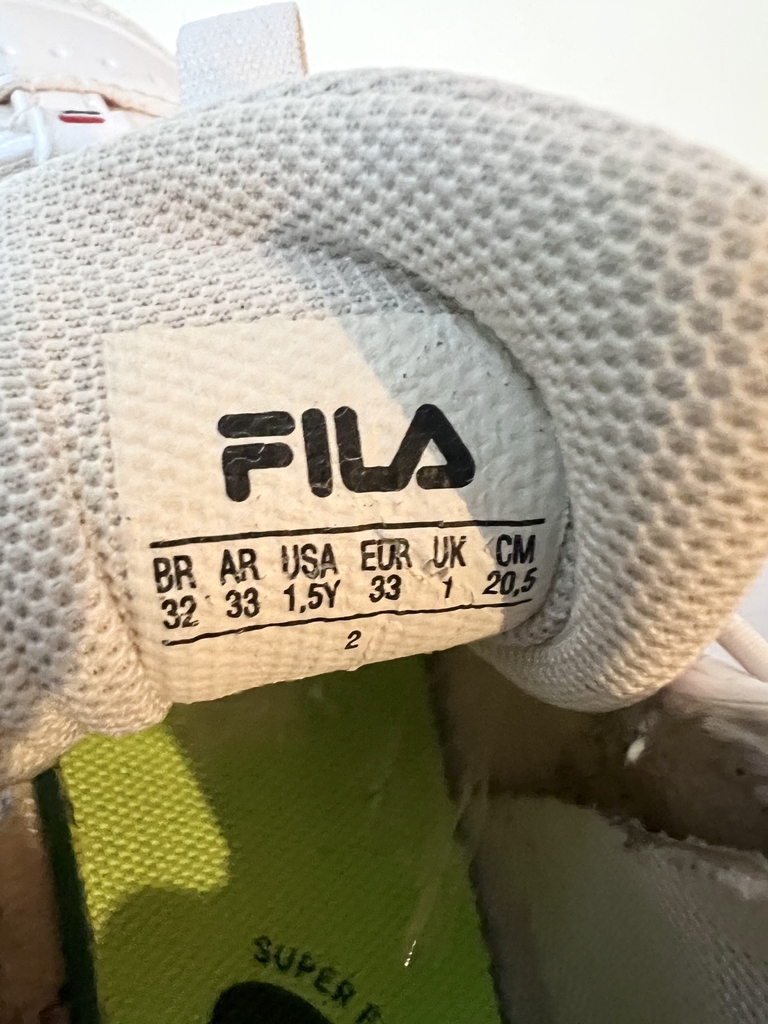 FILA
BR AR USA EUR UK CM
32 33 1,5Y 33 1 20,5
2
SUPER